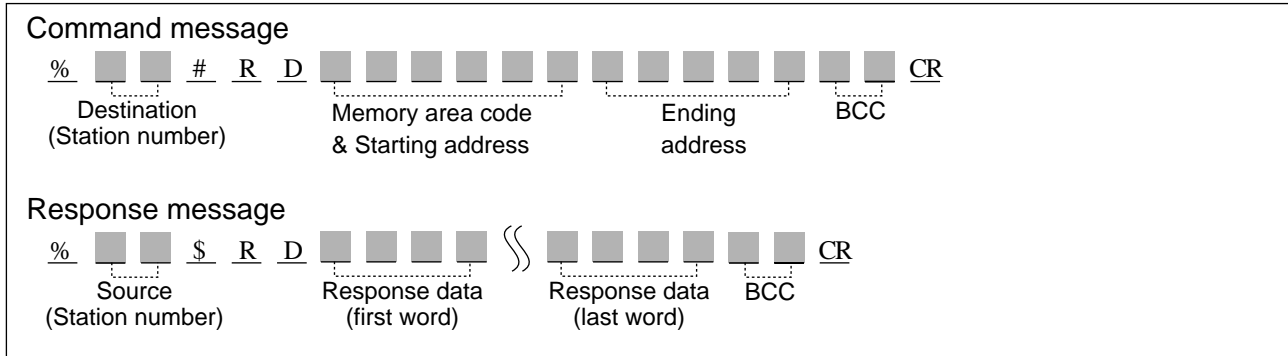 Command message
% # R D CR
Destination
(Station number)
Memory area code
& Starting address
Ending
address
BCC
Response message
% $ R D CR
Source
(Station number)
Response data
(first word)
Response data
(last word)
BCC